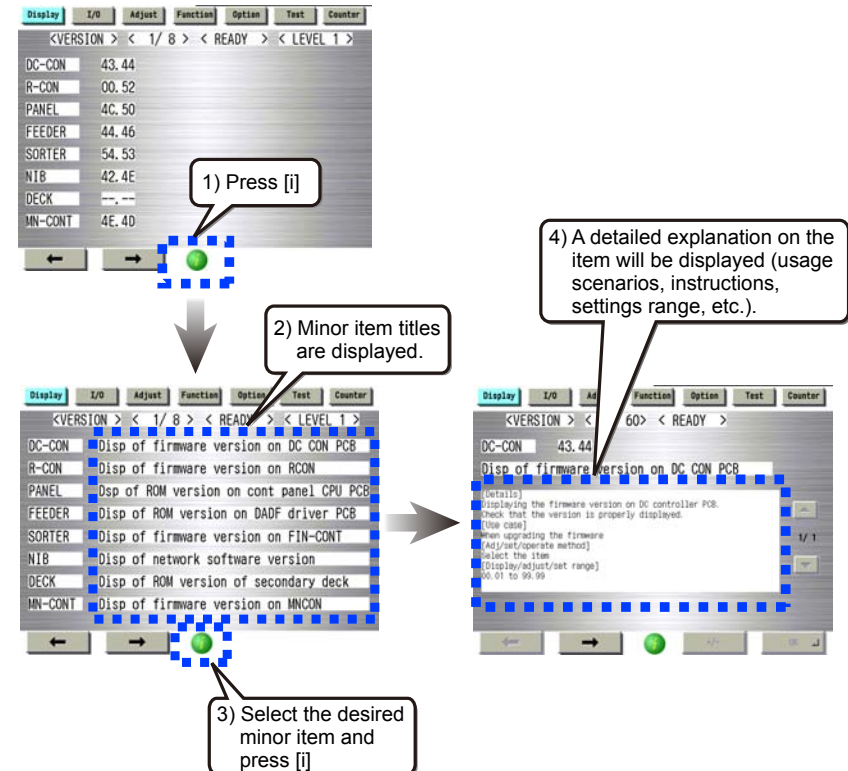 Display I/O Adjust Function Option Test Counter
<VERSION > < 1/ 8 > < READY > < LEVEL 1 >
DC-CON 43.44
R-CON 00.52
PANEL 4C.50
FEEDER 44.46
SORTER 54.53
NIB 42.4E
DECK --.--
MN-CONT 4E.4D
1) Press [i]
2) Minor item titles
are displayed.
Display I/O Adjust Function Option Test Counter
<VERSION > < 1/ 8 > < READY > < LEVEL 1 >
DC-CON Disp of firmware version on DC CON PCB
R-CON Disp of firmware version on RCON
PANEL Dsp of ROM version on cont panel CPU PCB
FEEDER Disp of ROM version on DADF driver PCB
SORTER Disp of firmware version on FIN-CONT
NIB Disp of network software version
DECK Disp of ROM version of secondary deck
MN-CONT Disp of firmware version on MNCON
3) Select the desired
minor item and
press [i]
4) A detailed explanation on the
item will be displayed (usage
scenarios, instructions,
settings range, etc.).
Display I/O Ad Function Option Test Counter
<VERSION > < 60> < READY >
DC-CON 43.44
Disp of firmware version on DC CON PCB
[Details]
Displaying the firmware version on DC controller PCB.
Check that the version is properly displayed.
[Use case]
When upgrading the firmware
[Adj/set/operate method]
Select the item
[Display/adjust/set range]
00.01 to 99.99
1/ 1
+/-
OK